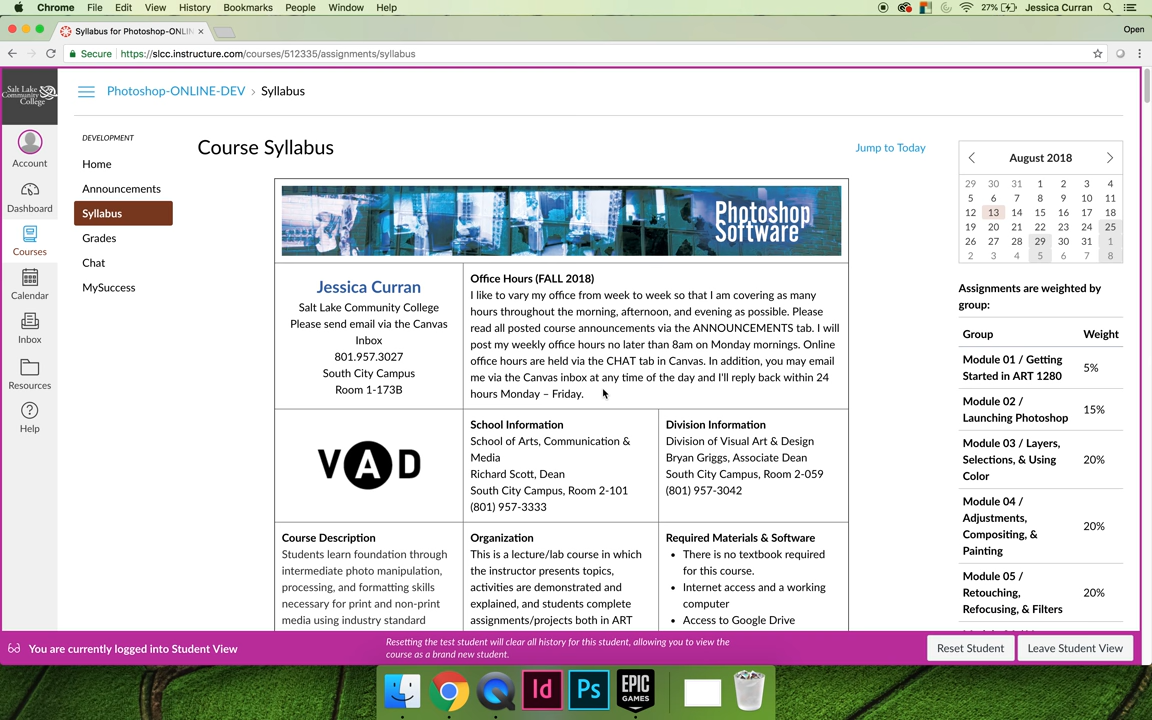 Chrome File Edit View History Bookmarks People Window Help 27% Jessica Curran
Syllabus for Photoshop-ONLIN Open
Secure https://slcc.instructure.com/courses/512335/assignments/syllabus
Salt Lake
Community
College
Account
Dashboard
Courses
Calendar
Inbox
Resources
Help
Photoshop-ONLINE-DEV › Syllabus
DEVELOPMENT
Home
Announcements
Syllabus
Grades
Chat
MySuccess
Course Syllabus
Jump to Today
Photoshop
Software
Jessica Curran
Salt Lake Community College
Please send email via the Canvas
Inbox
801.957.3027
South City Campus
Room 1-173B
Office Hours (FALL 2018)
I like to vary my office from week to week so that I am covering as many
hours throughout the morning, afternoon, and evening as possible. Please
read all posted course announcements via the ANNOUNCEMENTS tab. I will
post my weekly office hours no later than 8am on Monday mornings. Online
office hours are held via the CHAT tab in Canvas. In addition, you may email
me via the Canvas inbox at any time of the day and I'll reply back within 24
hours Monday – Friday.
VAD
School Information
School of Arts, Communication &
Media
Richard Scott, Dean
South City Campus, Room 2-101
(801) 957-3333
Division Information
Division of Visual Art & Design
Bryan Griggs, Associate Dean
South City Campus, Room 2-059
(801) 957-3042
Course Description
Students learn foundation through
intermediate photo manipulation,
processing, and formatting skills
necessary for print and non-print
media using industry standard
Organization
This is a lecture/lab course in which
the instructor presents topics,
activities are demonstrated and
explained, and students complete
assignments/projects both in ART
Required Materials & Software
• There is no textbook required
for this course.
• Internet access and a working
computer
• Access to Google Drive
August 2018
29 30 31 1 2 3 4
5 6 7 8 9 10 11
12 13 14 15 16 17 18
19 20 21 22 23 24 25
26 27 28 29 30 31 1
2 3 4 5 6 7 8
Assignments are weighted by
group:
Group Weight
Module 01 / Getting
Started in ART 1280 5%
Module 02 /
Launching Photoshop 15%
Module 03 / Layers,
Selections, & Using
Color 20%
Module 04 /
Adjustments,
Compositing, &
Painting 20%
Module 05 /
Retouching,
Refocusing, & Filters 20%
You are currently logged into Student View
Resetting the test student will clear all history for this student, allowing you to view the
course as a brand new student.
Reset Student
Leave Student View
Id
Ps
EPIC
GAMES